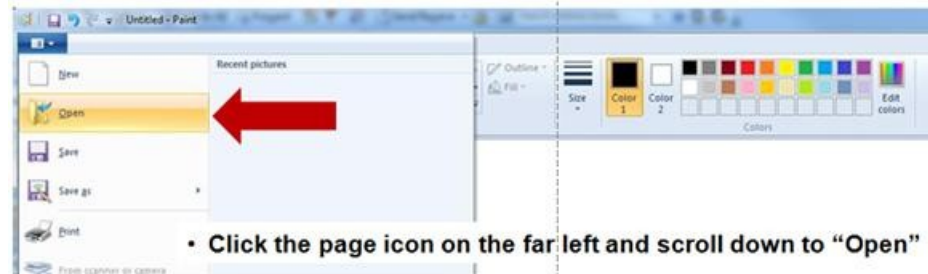 Untitled - Paint
New
Recent pictures
Open
Save
Save as
Print
From scanner or camera
Outline
Fill
Size
Color 1
Color 2
Edit colors
Colors
• Click the page icon on the far left and scroll down to “Open”